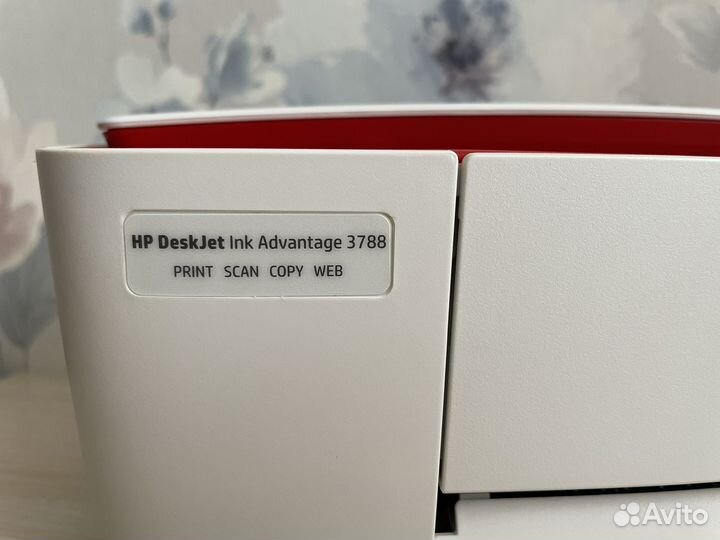 HP DeskJet Ink Advantage 3788
PRINT SCAN COPY WEB
Avito